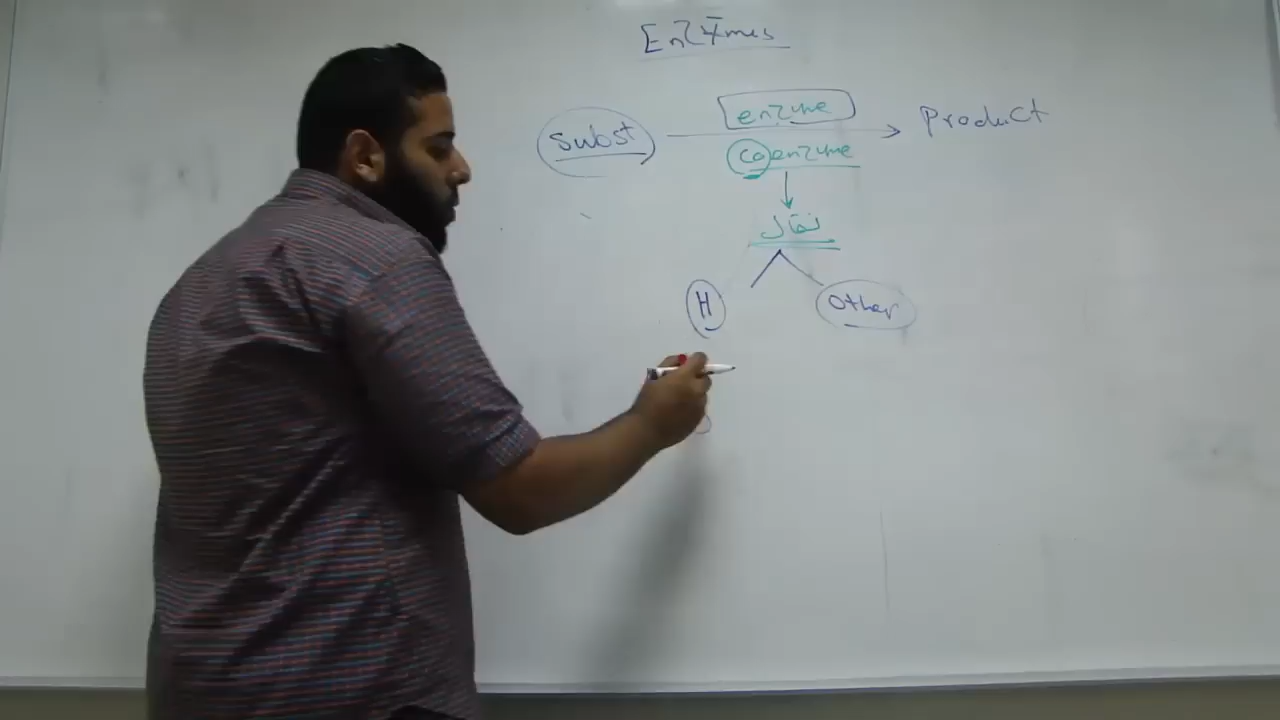 Enzymes
subst → enzyme Product
coenzyme
نقال
H Other